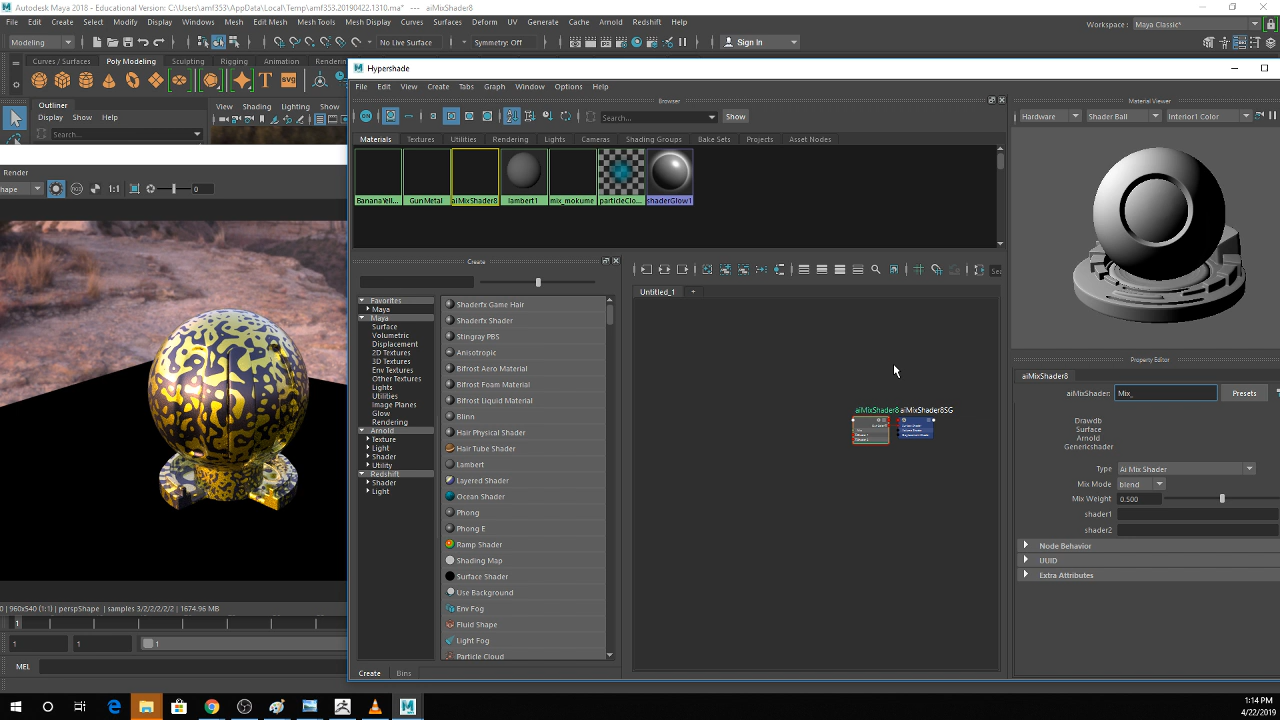 Autodesk Maya 2018 - Educational Version: C:\Users\amf353\AppData\Local\Temp\amf353.20190422.1310.ma* --- aiMixShader8
File Edit Create Select Modify Display Windows Mesh Edit Mesh Mesh Tools Mesh Display Curves Surfaces Deform UV Generate Cache Arnold Redshift Help
Workspace : Maya Classic*
Modeling
No Live Surface
Symmetry: Off
Sign In
Curves / Surfaces Poly Modeling Sculpting Rigging Animation
svg
Outliner
Display Show Help
Search...
View Shading Lighting Show
Render
1:1
0
Hypershade
File Edit View Create Tabs Graph Window Options Help
Browser
Search...
Show
Materials Textures Utilities Rendering Lights Cameras Shading Groups Bake Sets Projects Asset Nodes
BananaYell... GunMetal aiMixShader8 lambert1 mix_mokume particleClo... shaderGlow1
Create
Favorites
Maya
Maya
Surface
Volumetric
Displacement
2D Textures
3D Textures
Env Textures
Other Textures
Lights
Utilities
Image Planes
Glow
Rendering
Arnold
Texture
Light
Shader
Utility
Redshift
Shader
Light
Shaderfx Game Hair
Shaderfx Shader
Stingray PBS
Anisotropic
Bifrost Aero Material
Bifrost Foam Material
Bifrost Liquid Material
Blinn
Hair Physical Shader
Hair Tube Shader
Lambert
Layered Shader
Ocean Shader
Phong
Phong E
Ramp Shader
Shading Map
Surface Shader
Use Background
Env Fog
Fluid Shape
Light Fog
Particle Cloud
Create Bins
Untitled_1 +
aiMixShader8 aiMixShader8SG
Material Viewer
Hardware Shader Ball Interior1 Color
Property Editor
aiMixShader8
aiMixShader: Mix_
Presets
Drawdb
Surface
Arnold
Genericshader
Type Ai Mix Shader
Mix Mode blend
Mix Weight 0.500
shader1
shader2
Node Behavior
UUID
Extra Attributes
0 | 960x540 (1:1) | perspShape | samples 3/2/2/2/2/2 | 1674.96 MB
1
1 1 1
MEL
1:14 PM
4/22/2019